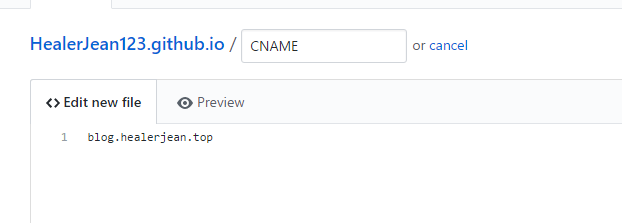 HealerJean123.github.io / CNAME or cancel
<> Edit new file Preview
1 blog.healerjean.top